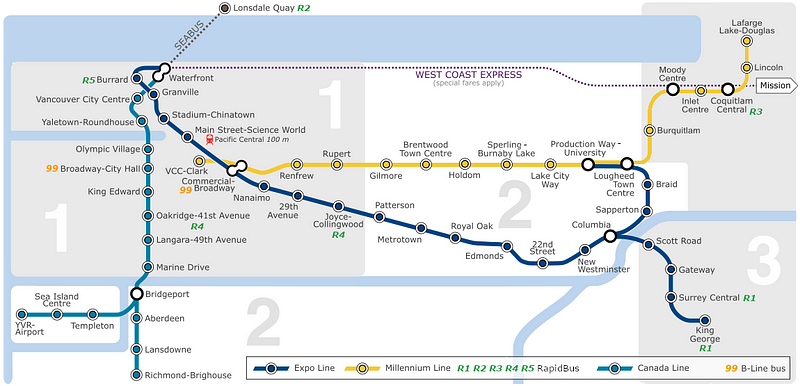 Lonsdale Quay R2
SEABUS
Lafarge
Lake-Douglas
Lincoln
R5 Burrard
Waterfront
WEST COAST EXPRESS
(special fares apply)
Moody
Centre
Mission
Inlet
Centre
Coquitlam
Central R3
Vancouver City Centre
Granville
1
Stadium-Chinatown
Yaletown-Roundhouse
Main Street-Science World
Pacific Central 100 m
Burquitlam
Olympic Village
99 Broadway-City Hall
VCC-Clark
Commercial-
99 Broadway
Renfrew
Rupert
Gilmore
Brentwood
Town Centre
Holdom
Sperling-
Burnaby Lake
Lake City
Way
Production Way-
University
Lougheed
Town
Centre
Braid
King Edward
Nanaimo
29th
Avenue
Joyce-
Collingwood
R4
Patterson
Metrotown
Royal Oak
Edmonds
22nd
Street
New
Westminster
Columbia
Sapperton
2
Oakridge-41st Avenue
R4
1
Langara-49th Avenue
Marine Drive
Scott Road
Gateway
3
Surrey Central R1
King
George
R1
Sea Island
Centre
YVR-
Airport
Templeton
Bridgeport
Aberdeen
2
Lansdowne
Richmond-Brighouse
Expo Line
Millennium Line
R1 R2 R3 R4 R5 RapidBus
Canada Line
99 B-Line bus